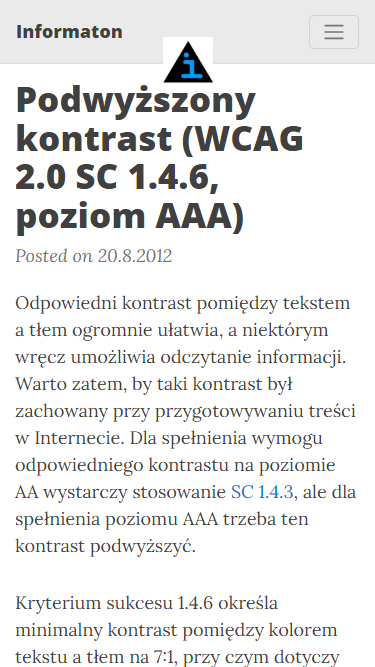 Informaton
Podwyższony
kontrast (WCAG
2.0 SC 1.4.6,
poziom AAA)
Posted on 20.8.2012
Odpowiedni kontrast pomiędzy tekstem
a tłem ogromnie ułatwia, a niektórym
wręcz umożliwia odczytanie informacji.
Warto zatem, by taki kontrast był
zachowany przy przygotowywaniu treści
w Internecie. Dla spełnienia wymogu
odpowiedniego kontrastu na poziomie
AA wystarczy stosowanie SC 1.4.3, ale dla
spełnienia poziomu AAA trzeba ten
kontrast podwyższyć.
Kryterium sukcesu 1.4.6 określa
minimalny kontrast pomiędzy kolorem
tekstu a tłem na 7:1, przy czym dotyczy